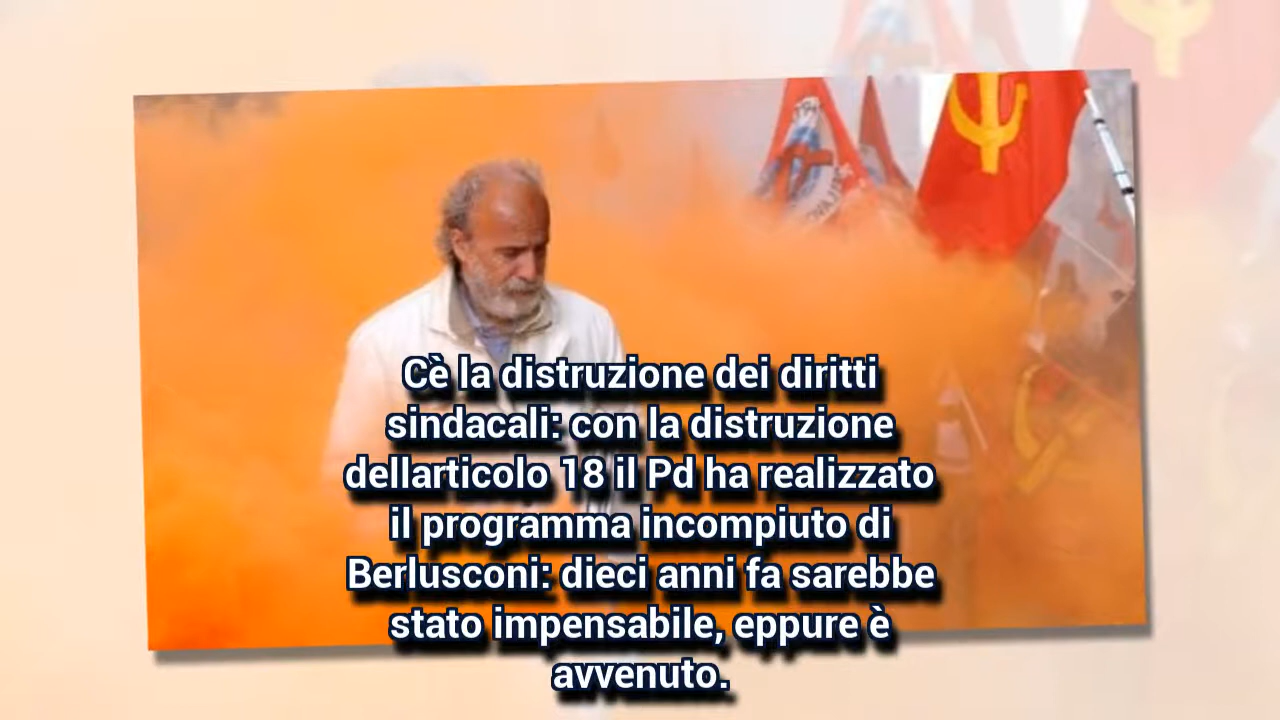 Cè la distruzione dei diritti
sindacali: con la distruzione
dellarticolo 18 il Pd ha realizzato
il programma incompiuto di
Berlusconi: dieci anni fa sarebbe
stato impensabile, eppure è
avvenuto.